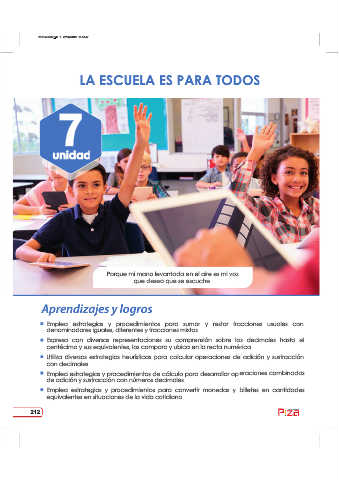 LA ESCUELA ES PARA TODOS
7
unidad
Porque mi mano levantada en el aire es mi voz
que deseo que se escuche
Aprendizajes y logros
Emplea estrategias y procedimientos para sumar y restar fracciones usuales con
denominadores iguales, diferentes y fracciones mixtas
Expresa con diversas representaciones su comprensión sobre los decimales hasta el
centésimo y sus equivalentes, los compara y ubica en la recta numérica
Utiliza diversas estrategias heurísticas para calcular operaciones de adición y sustracción
con decimales
Emplea estrategias y procedimientos de cálculo para desarrollar operaciones combinadas
de adición y sustracción con números decimales
Emplea estrategias y procedimientos para convertir monedas y billetes en cantidades
equivalentes en situaciones de la vida cotidiana
212